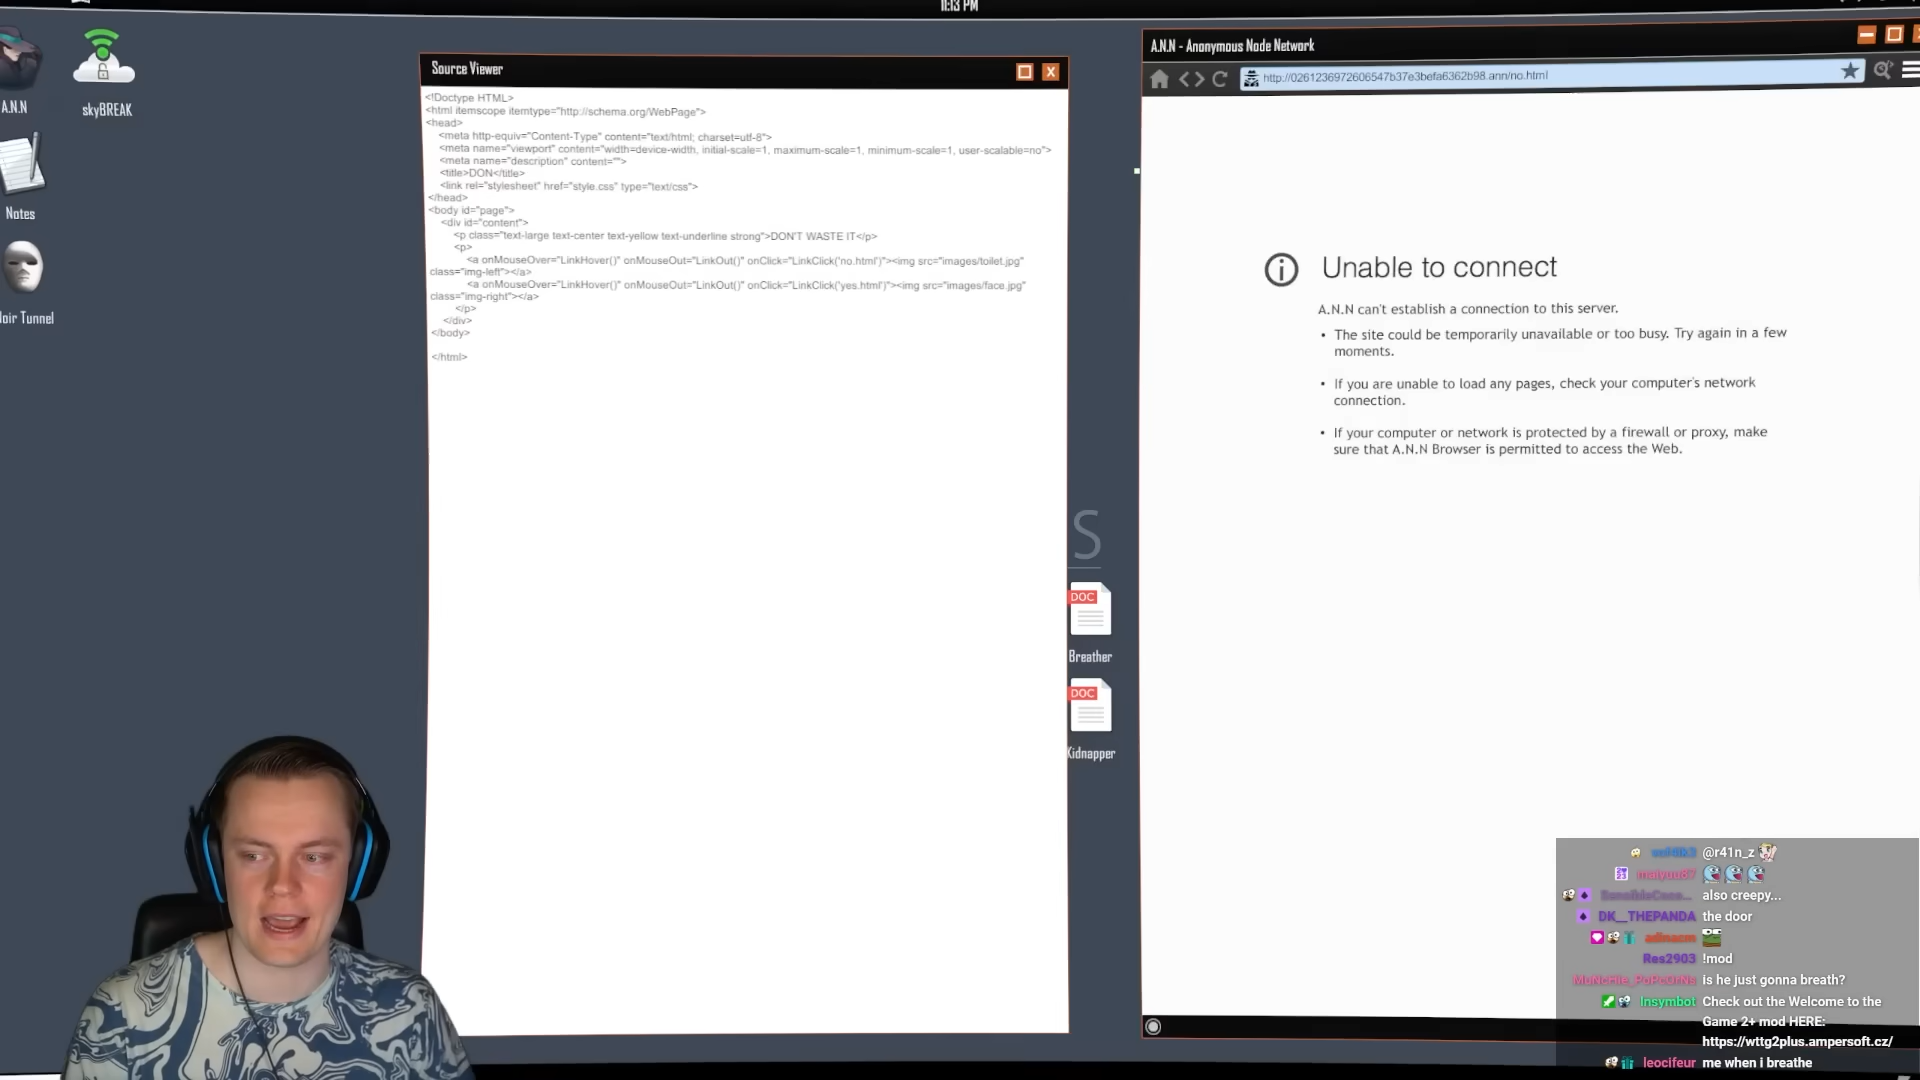 11:13 PM
A.N.N
skyBREAK
Notes
Noir Tunnel
Source Viewer
<!Doctype HTML>
<html itemscope itemtype="http://schema.org/WebPage">
<head>
<meta http-equiv="Content-Type" content="text/html; charset=utf-8">
<meta name="viewport" content="width=device-width, initial-scale=1, maximum-scale=1, minimum-scale=1, user-scalable=no">
<meta name="description" content="">
<title>DON</title>
<link rel="stylesheet" href="style.css" type="text/css">
</head>
<body id="page">
<div id="content">
<p class="text-large text-center text-yellow text-underline strong">DON'T WASTE IT</p>
<p>
<a onMouseOver="LinkHover()" onMouseOut="LinkOut()" onClick="LinkClick('no.html')"><img src="images/toilet.jpg"
class="img-left"></a>
<a onMouseOver="LinkHover()" onMouseOut="LinkOut()" onClick="LinkClick('yes.html')"><img src="images/face.jpg"
class="img-right"></a>
</p>
</div>
</body>
</html>
S
DOC
Breather
DOC
Kidnapper
A.N.N - Anonymous Node Network
http://0261236972606547b37e3befa6362b98.ann/no.html
Unable to connect
A.N.N can't establish a connection to this server.
• The site could be temporarily unavailable or too busy. Try again in a few
moments.
• If you are unable to load any pages, check your computer's network
connection.
• If your computer or network is protected by a firewall or proxy, make
sure that A.N.N Browser is permitted to access the Web.
@r41n_z
also creepy...
DK__THEPANDA the door
Res2903 !mod
is he just gonna breath?
Insymbot Check out the Welcome to the
Game 2+ mod HERE:
https://wttg2plus.ampersoft.cz/
leocifeur me when i breathe